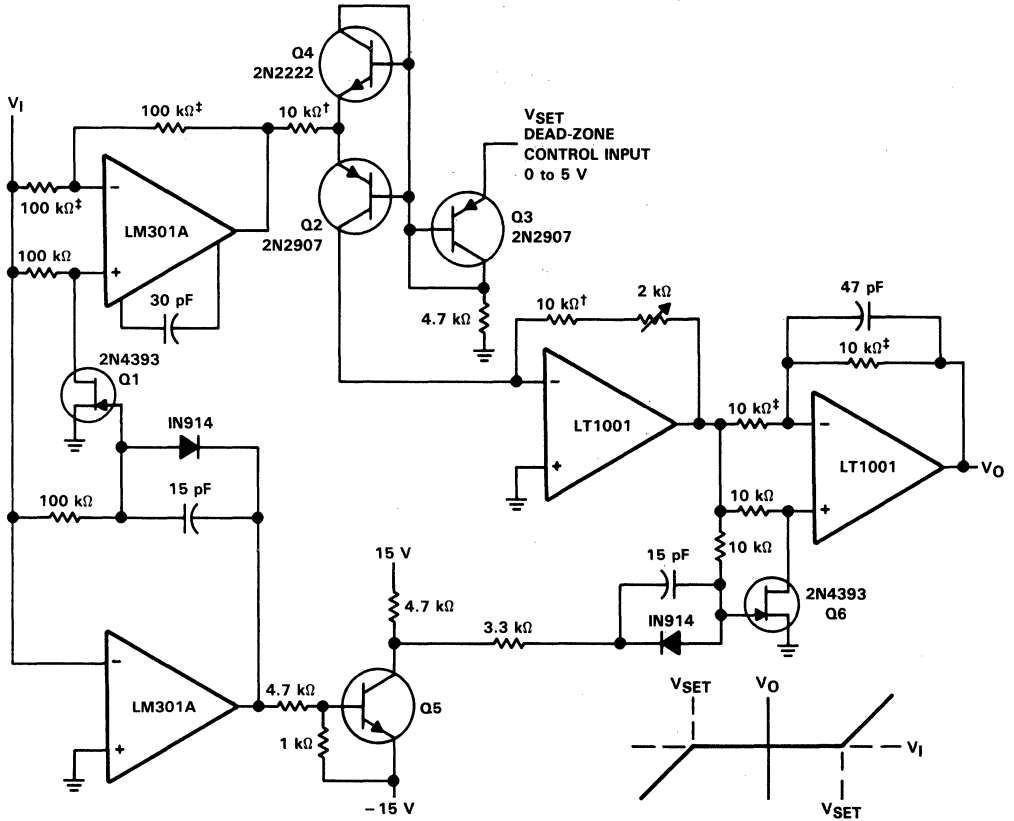 Q4
2N2222
VI
100 kΩ‡
10 kΩ†
VSET
DEAD-ZONE
CONTROL INPUT
0 to 5 V
−
100 kΩ‡
LM301A
Q2
2N2907
Q3
2N2907
100 kΩ
+
30 pF
4.7 kΩ
10 kΩ†
2 kΩ
47 pF
10 kΩ‡
2N4393
Q1
−
LT1001
+
10 kΩ‡
−
LT1001
+
VO
IN914
15 pF
100 kΩ
10 kΩ
10 kΩ
15 V
4.7 kΩ
15 pF
2N4393
Q6
3.3 kΩ
IN914
−
LM301A
+
4.7 kΩ
Q5
1 kΩ
−15 V
VSET
VO
VI
VSET